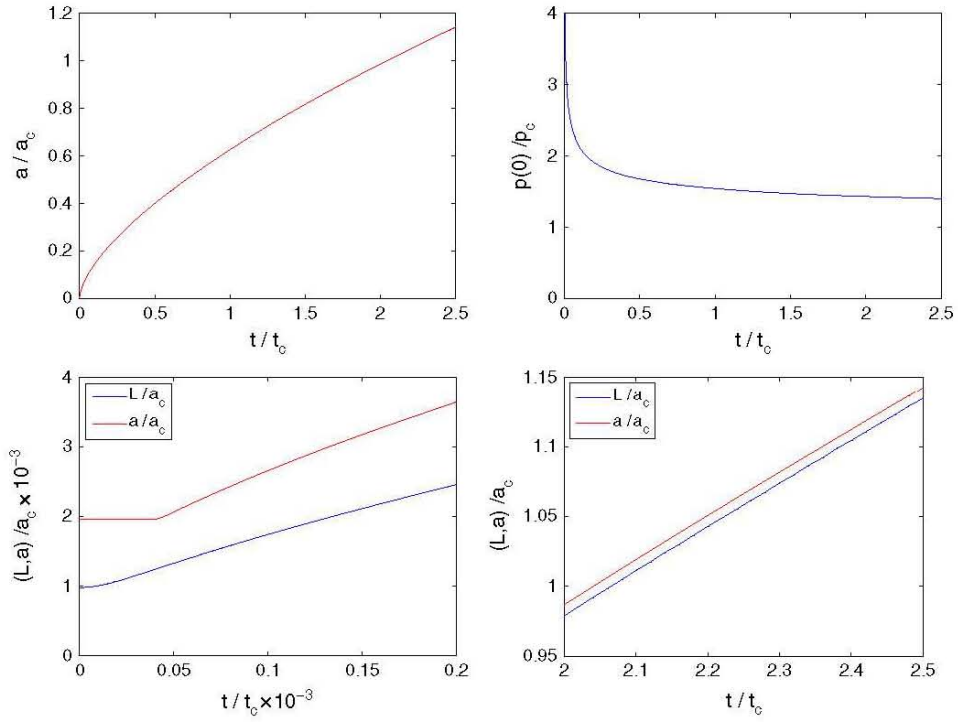 1.2
1
0.8
0.6
0.4
0.2
0
a / a_c
0 0.5 1 1.5 2 2.5
t / t_c
4
3
2
1
0
p(0) /p_c
0 0.5 1 1.5 2 2.5
t / t_c
4
3
2
1
0
(L,a) /a_c × 10⁻³
L /a_c
a /a_c
0 0.05 0.1 0.15 0.2
t / t_c×10⁻³
1.15
1.1
1.05
1
0.95
(L,a) /a_c
L /a_c
a /a_c
2 2.1 2.2 2.3 2.4 2.5
t / t_c